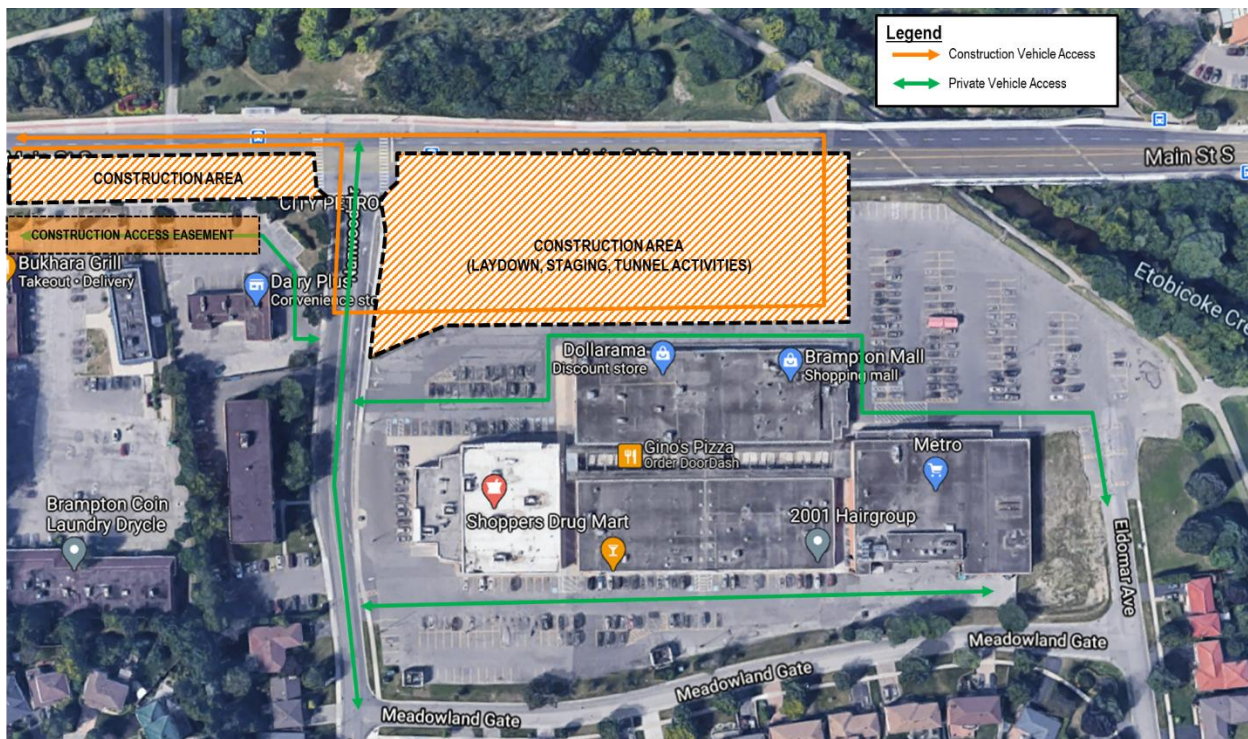 Legend
Construction Vehicle Access
Private Vehicle Access
Main St S
CONSTRUCTION AREA
CITY PETRO
CONSTRUCTION ACCESS EASEMENT
CONSTRUCTION AREA
(LAYDOWN, STAGING, TUNNEL ACTIVITIES)
Bukhara Grill
Takeout • Delivery
Dairy Plus
Convenience sto
Etobicoke Cre
Dollarama
Discount store
Brampton Mall
Shopping mall
Gino's Pizza
Order DoorDash
Metro
Brampton Coin
Laundry Drycle
Shoppers Drug Mart
2001 Hairgroup
Eldomar Ave
Meadowland Gate
Meadowland Gate
Meadowland Gate